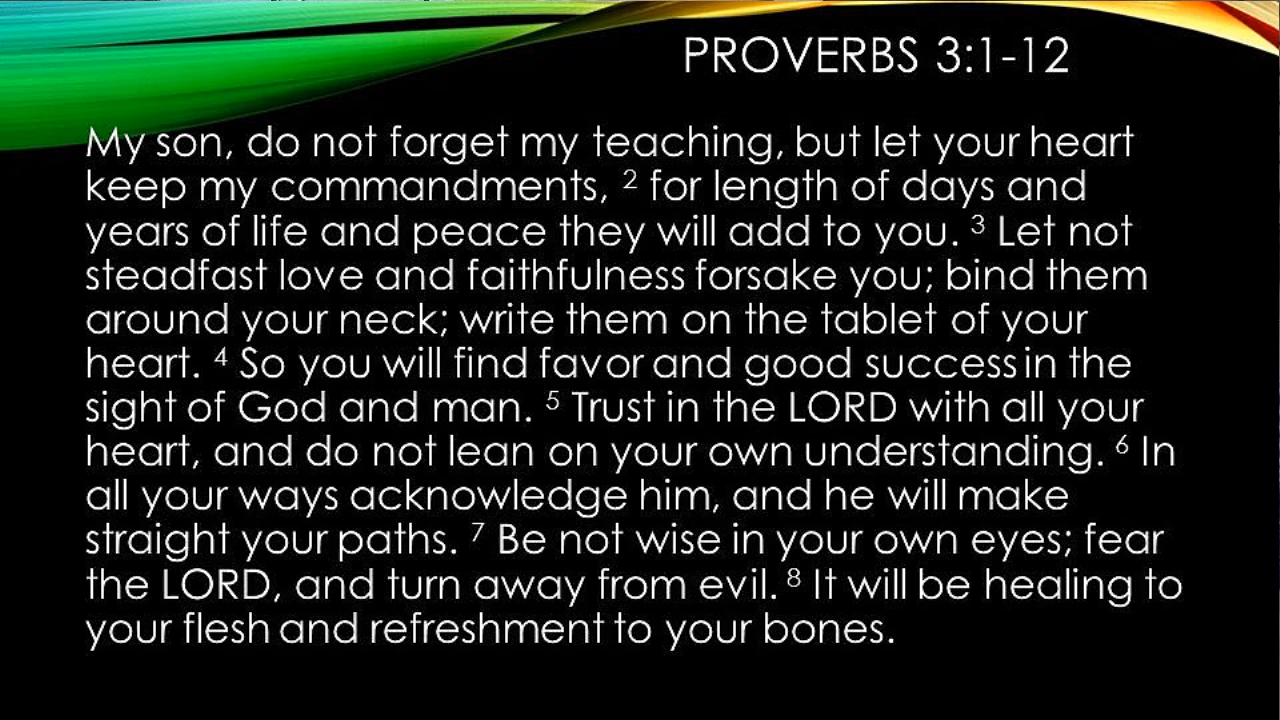 PROVERBS 3:1-12
My son, do not forget my teaching, but let your heart
keep my commandments, 2 for length of days and
years of life and peace they will add to you. 3 Let not
steadfast love and faithfulness forsake you; bind them
around your neck; write them on the tablet of your
heart. 4 So you will find favor and good success in the
sight of God and man. 5 Trust in the LORD with all your
heart, and do not lean on your own understanding. 6 In
all your ways acknowledge him, and he will make
straight your paths. 7 Be not wise in your own eyes; fear
the LORD, and turn away from evil. 8 It will be healing to
your flesh and refreshment to your bones.